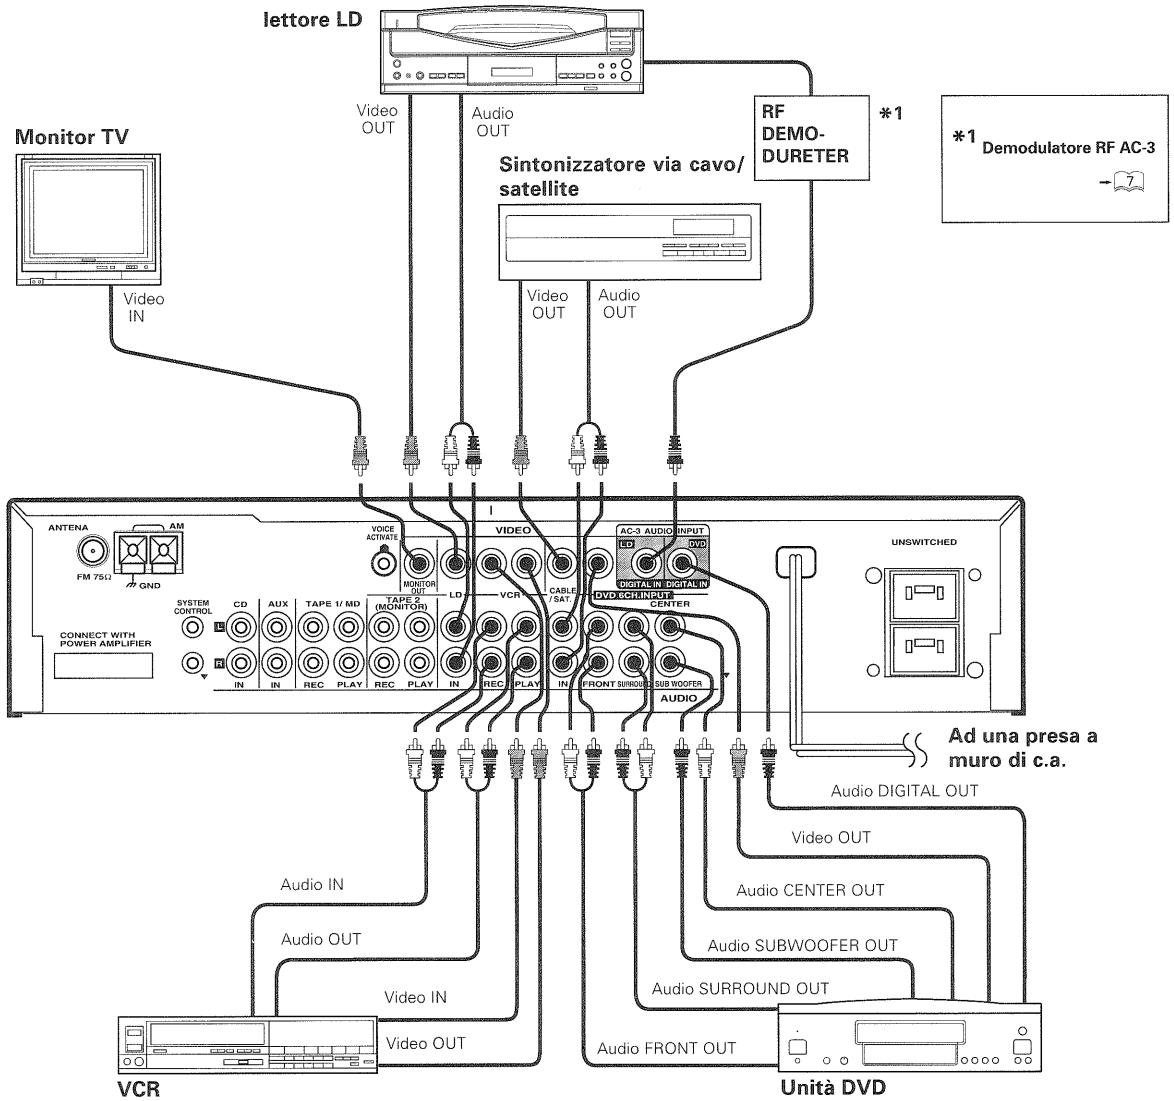 lettore LD
Video
OUT
Audio
OUT
RF
DEMO-
DURETER
*1
*1 Demodulatore RF AC-3
→ 7
Monitor TV
Sintonizzatore via cavo/
satellite
Video
IN
Video
OUT
Audio
OUT
ANTENA
AM
FM 75Ω
GND
VOICE
ACTIVATE
VIDEO
AC-3 AUDIO INPUT
LD
DVD
DIGITAL IN
DIGITAL IN
UNSWITCHED
MONITOR
OUT
LD
VCR
CABLE
/ SAT.
DVD 6CH.INPUT
CENTER
SYSTEM
CONTROL
CD
AUX
TAPE 1/ MD
TAPE 2
(MONITOR)
L
R
CONNECT WITH
POWER AMPLIFIER
IN
IN
REC
PLAY
REC
PLAY
IN
REC
PLAY
IN
FRONT
SURROUND
SUB WOOFER
AUDIO
Ad una presa a
muro di c.a.
Audio DIGITAL OUT
Video OUT
Audio CENTER OUT
Audio SUBWOOFER OUT
Audio SURROUND OUT
Audio FRONT OUT
Audio IN
Audio OUT
Video IN
Video OUT
VCR
Unità DVD